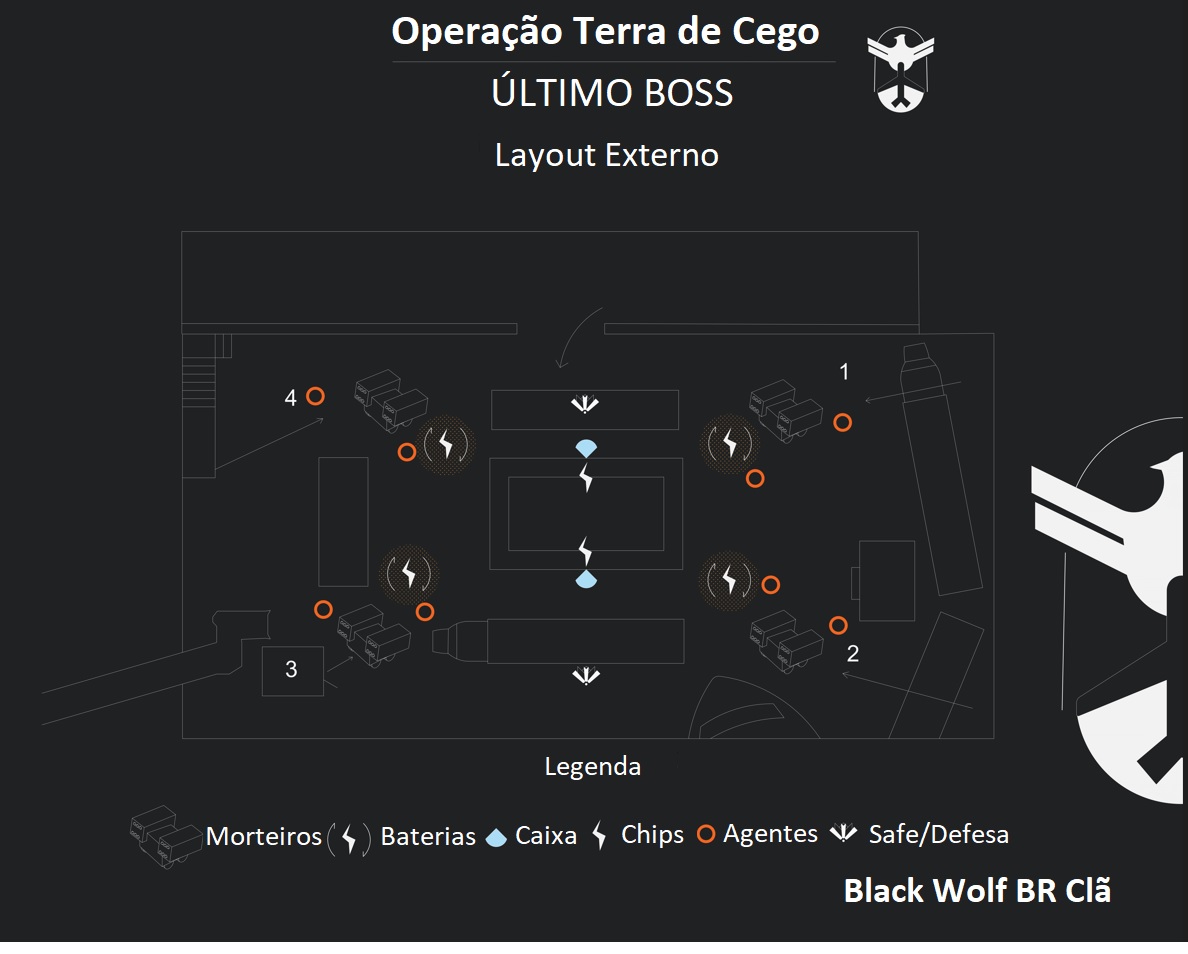 Operação Terra de Cego
ÚLTIMO BOSS
Layout Externo
1
4
2
3
Legenda
Morteiros Baterias Caixa Chips Agentes Safe/Defesa
Black Wolf BR Clã